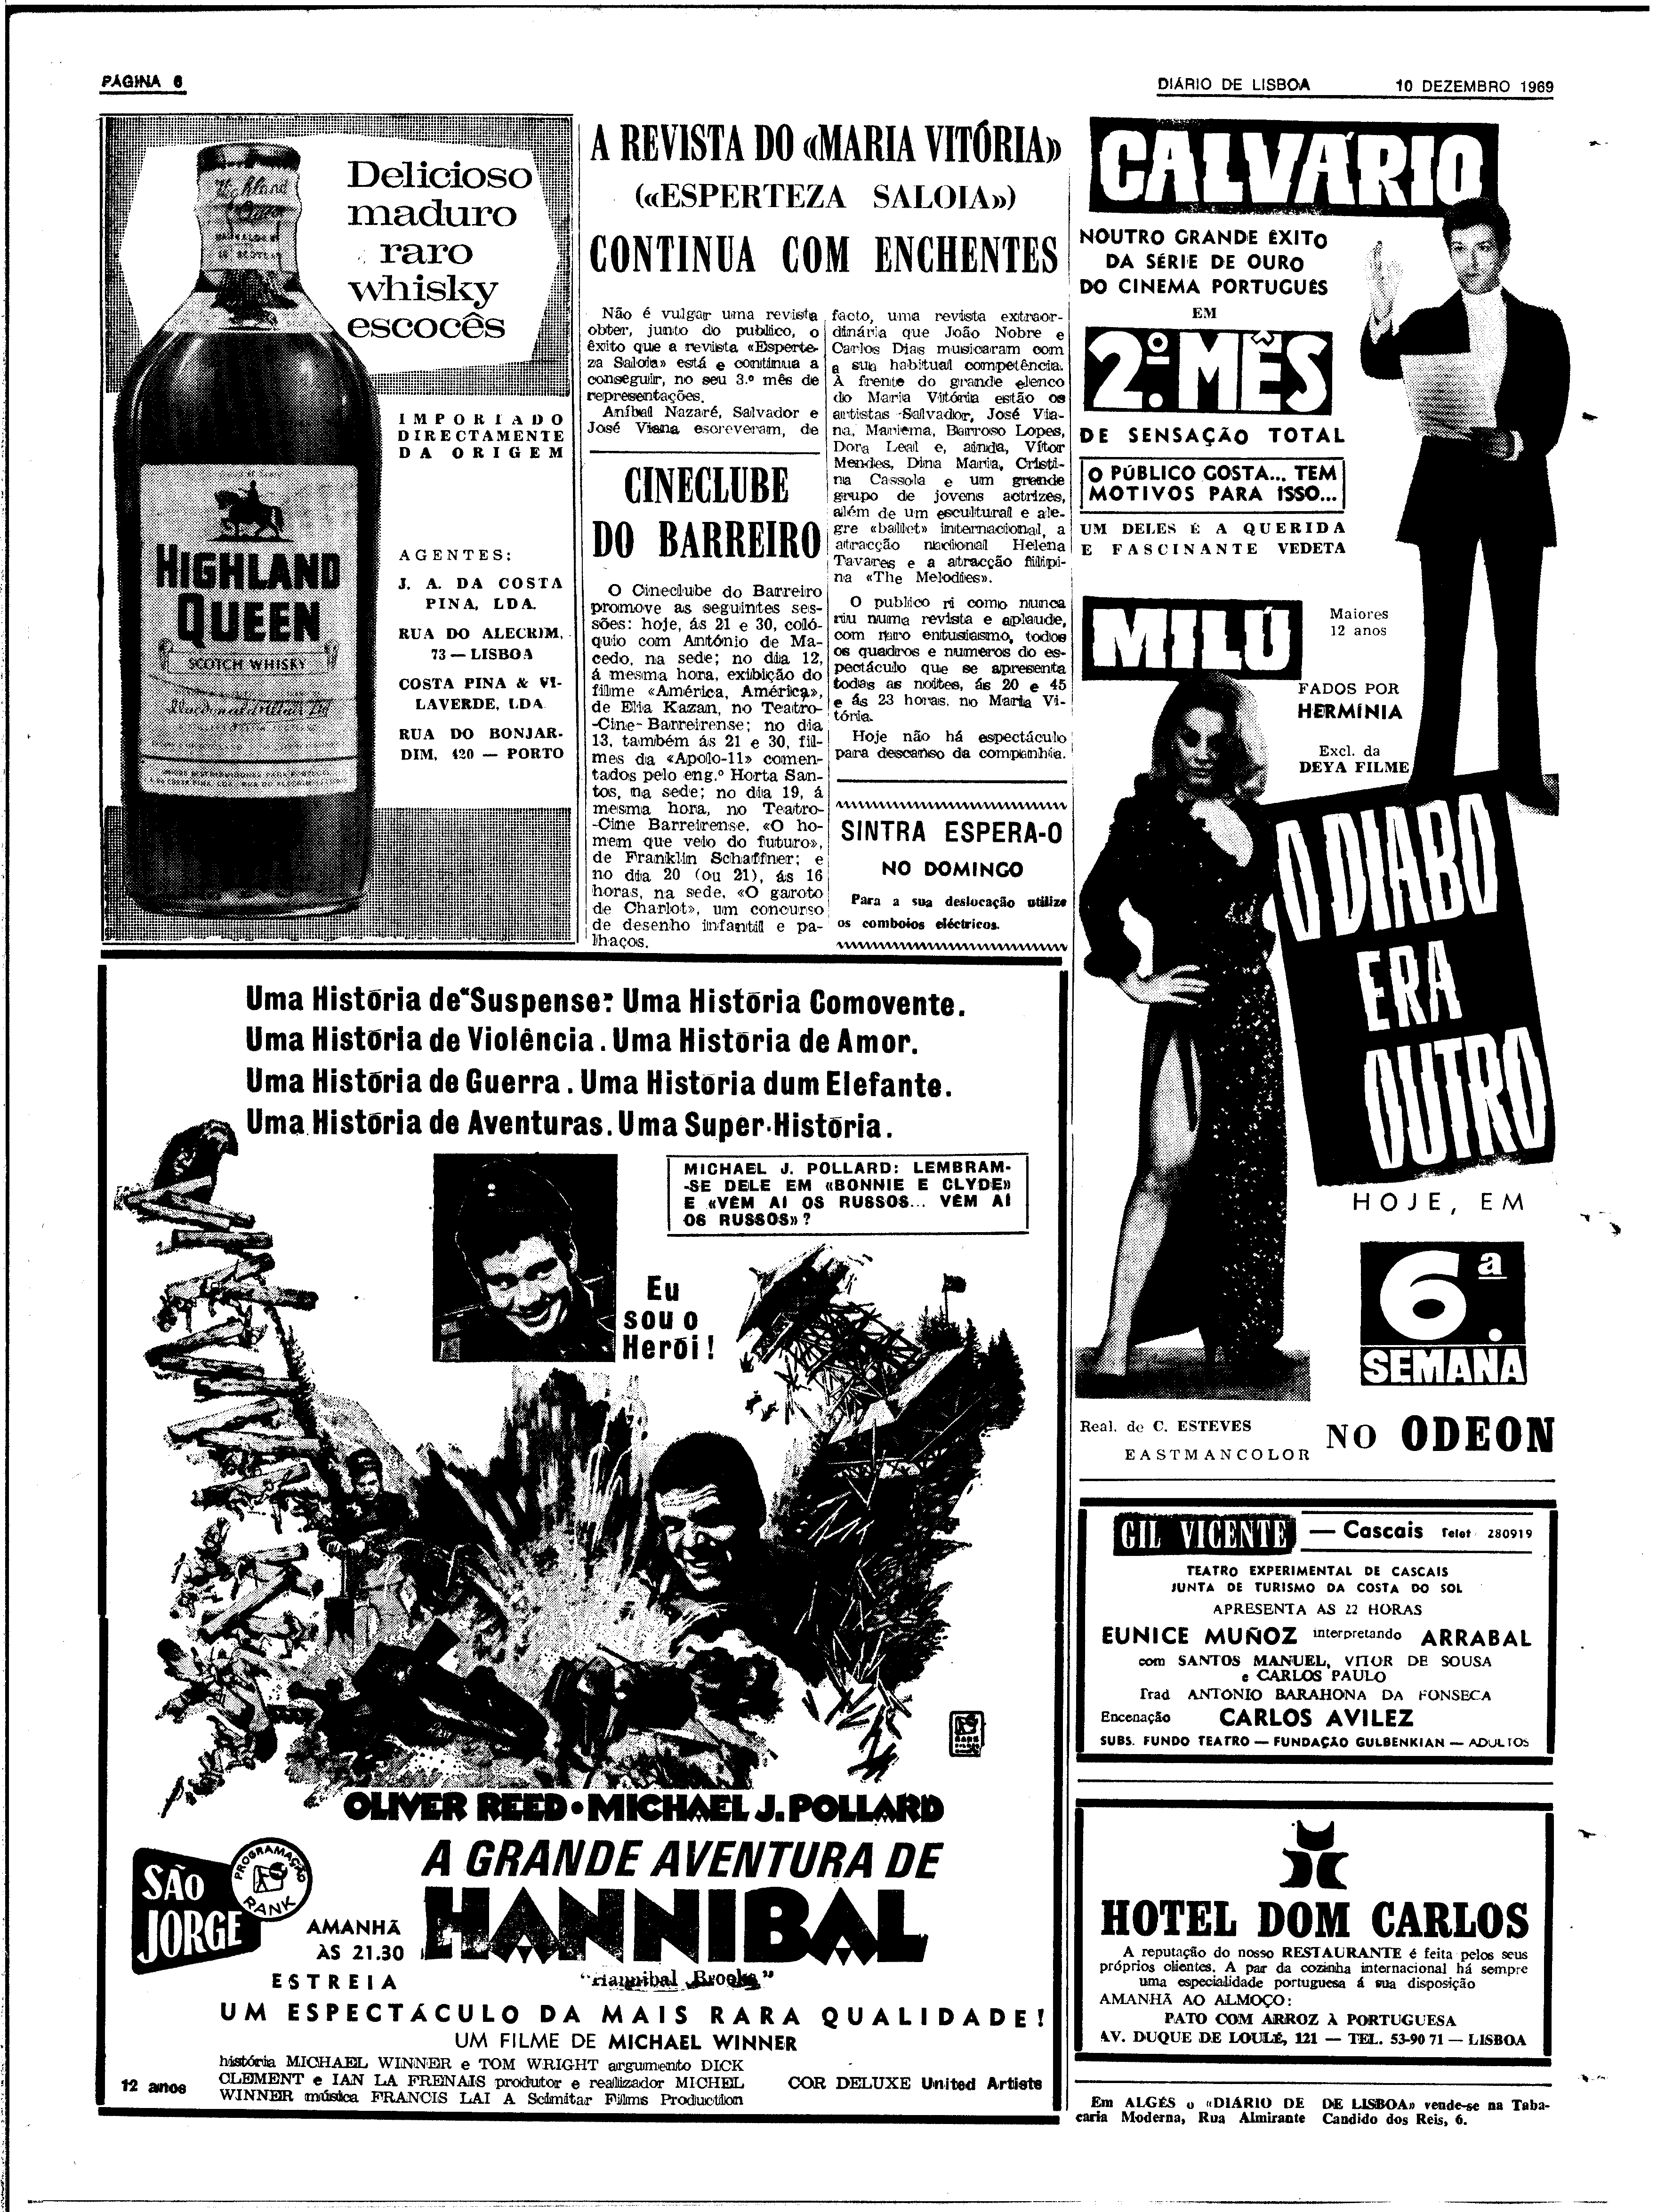 PÁGINA 6
DIÁRIO DE LISBOA 10 DEZEMBRO 1969
Delicioso
maduro
raro
whisky
escocês
Highland
Queen
IMPORTADO
DIRECTAMENTE
DA ORIGEM
HIGHLAND
QUEEN
SCOTCH WHISKY
AGENTES:
J. A. DA COSTA
PINA, LDA.
RUA DO ALECRIM,
73 — LISBOA
COSTA PINA & VI-
LAVERDE, LDA
RUA DO BONJAR-
DIM, 420 — PORTO
A REVISTA DO «MARIA VITÓRIA»
(«ESPERTEZA SALOIA»)
CONTINUA COM ENCHENTES
Não é vulgar uma revista
obter, junto do publico, o
êxito que a revista «Esperte-
za Saloia» está e continua a
conseguir, no seu 3.º mês de
representações.
Aníbal Nazaré, Salvador e
José Viana escreveram, de
facto, uma revista extraor-
dinária que João Nobre e
Carlos Dias musicaram com
a sua habitual competência.
À frente do grande elenco
do Maria Vitória estão os
artistas Salvador, José Via-
na, Mariema, Barroso Lopes,
Dora Leal e, ainda, Vítor
Mendes, Dina Maria, Cristi-
na Cassola e um grande
grupo de jovens actrizes,
além de um escultural e ale-
gre «ballet» internacional, a
atracção nacional Helena
Tavares e a atracção filipi-
na «The Melodies».
O publico ri como nunca
riu numa revista e aplaude,
com raro entusiasmo, todos
os quadros e numeros do es-
pectáculo que se apresenta
todas as noites, ás 20 e 45
e ás 23 horas, no Maria Vi-
tória.
Hoje não há espectáculo
para descanso da companhia.
CINECLUBE
DO BARREIRO
O Cineclube do Barreiro
promove as seguintes ses-
sões: hoje, ás 21 e 30, coló-
quio com António de Ma-
cedo, na sede; no dia 12,
á mesma hora, exibição do
filme «América, América»,
de Elia Kazan, no Teatro-
-Cine-Barreirense; no dia
13, também ás 21 e 30, fil-
mes da «Apolo-11» comen-
tados pelo eng.º Horta San-
tos, na sede; no dia 19, á
mesma hora, no Teatro-
-Cine Barreirense, «O ho-
mem que veio do futuro»,
de Franklin Schaffner; e
no dia 20 (ou 21), ás 16
horas, na sede, «O garoto
de Charlot», um concurso
de desenho infantil e pa-
lhaços.
SINTRA ESPERA-O
NO DOMINGO
Para a sua deslocação utilize
os comboios eléctricos.
CALVÁRIO
NOUTRO GRANDE ÊXITO
DA SÉRIE DE OURO
DO CINEMA PORTUGUÊS
EM
2.º MÊS
DE SENSAÇÃO TOTAL
O PÚBLICO GOSTA... TEM
MOTIVOS PARA ISSO...
UM DELES É A QUERIDA
E FASCINANTE VEDETA
MILÚ
Maiores
12 anos
FADOS POR
HERMÍNIA
Excl. da
DEYA FILME
O DIABO
ERA
OUTRO
HOJE, EM
6.ª
SEMANA
Real. de C. ESTEVES
EASTMANCOLOR
NO ODEON
Uma História de "Suspense". Uma História Comovente.
Uma História de Violência. Uma História de Amor.
Uma História de Guerra. Uma História dum Elefante.
Uma História de Aventuras. Uma Super-História.
MICHAEL J. POLLARD: LEMBRAM-
-SE DELE EM «BONNIE E CLYDE»
E «VÊM AÍ OS RUSSOS... VÊM AÍ
OS RUSSOS»?
Eu
sou o
Herói!
OLIVER REED • MICHAEL J. POLLARD
A GRANDE AVENTURA DE
HANNIBAL
"Hannibal Brooks"
SÃO
JORGE
PROGRAMAÇÃO
RANK
AMANHÃ
ÀS 21.30
ESTREIA
UM ESPECTÁCULO DA MAIS RARA QUALIDADE!
UM FILME DE MICHAEL WINNER
história MICHAEL WINNER e TOM WRIGHT argumento DICK
CLEMENT e IAN LA FRENAIS produtor e realizador MICHEL
WINNER música FRANCIS LAI A Scimitar Films Production
12 anos
COR DELUXE United Artists
GIL VICENTE — Cascais Telef 280919
TEATRO EXPERIMENTAL DE CASCAIS
JUNTA DE TURISMO DA COSTA DO SOL
APRESENTA AS 22 HORAS
EUNICE MUÑOZ interpretando ARRABAL
com SANTOS MANUEL, VITOR DE SOUSA
e CARLOS PAULO
Trad ANTONIO BARAHONA DA FONSECA
Encenação CARLOS AVILEZ
SUBS. FUNDO TEATRO — FUNDAÇÃO GULBENKIAN — ADULTOS
HOTEL DOM CARLOS
A reputação do nosso RESTAURANTE é feita pelos seus
próprios clientes. A par da cozinha internacional há sempre
uma especialidade portuguesa á sua disposição
AMANHÃ AO ALMOÇO:
PATO COM ARROZ À PORTUGUESA
AV. DUQUE DE LOULÉ, 121 — TEL. 53-90 71 — LISBOA
Em ALGÉS o «DIÁRIO DE DE LISBOA» vende-se na Taba-
caria Moderna, Rua Almirante Candido dos Reis, 6.